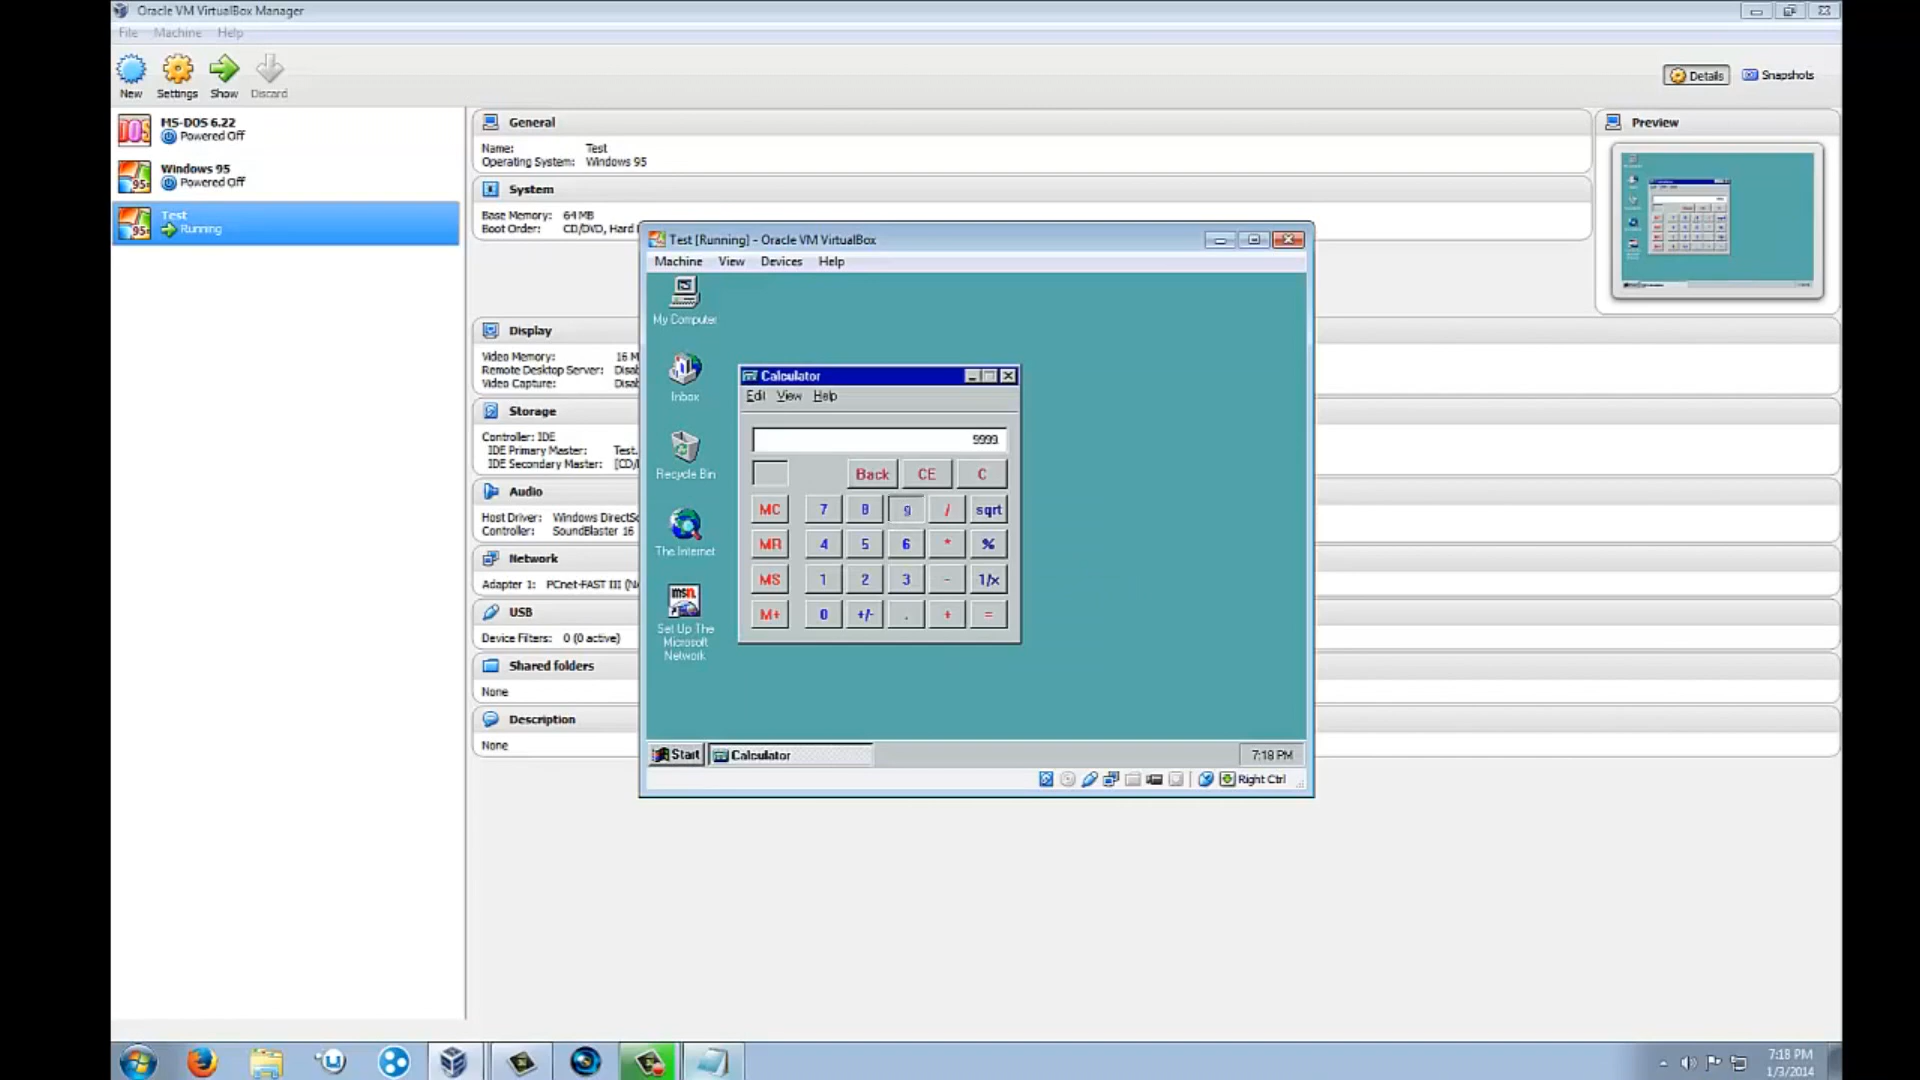 Oracle VM VirtualBox Manager
File Machine Help
New Settings Show Discard
Details Snapshots
MS-DOS 6.22
Powered Off
Windows 95
Powered Off
Test
Running
General
Name: Test
Operating System: Windows 95
System
Base Memory: 64 MB
Boot Order: CD/DVD, Hard
Preview
Display
Video Memory: 16 M
Remote Desktop Server: Disab
Video Capture: Disab
Storage
Controller: IDE
IDE Primary Master: Test.
IDE Secondary Master: [CD/
Audio
Host Driver: Windows DirectSo
Controller: SoundBlaster 16
Network
Adapter 1: PCnet-FAST III
USB
Device Filters: 0 (0 active)
Shared folders
None
Description
None
Test [Running] - Oracle VM VirtualBox
Machine View Devices Help
My Computer
Inbox
Recycle Bin
The Internet
msn.
Set Up The
Microsoft
Network
Calculator
Edit View Help
9999
Back CE C
MC 7 8 9 / sqrt
MR 4 5 6 * %
MS 1 2 3 - 1/x
M+ 0 +/- . + =
Start Calculator 7:18 PM
Right Ctrl
7:18 PM
1/3/2014